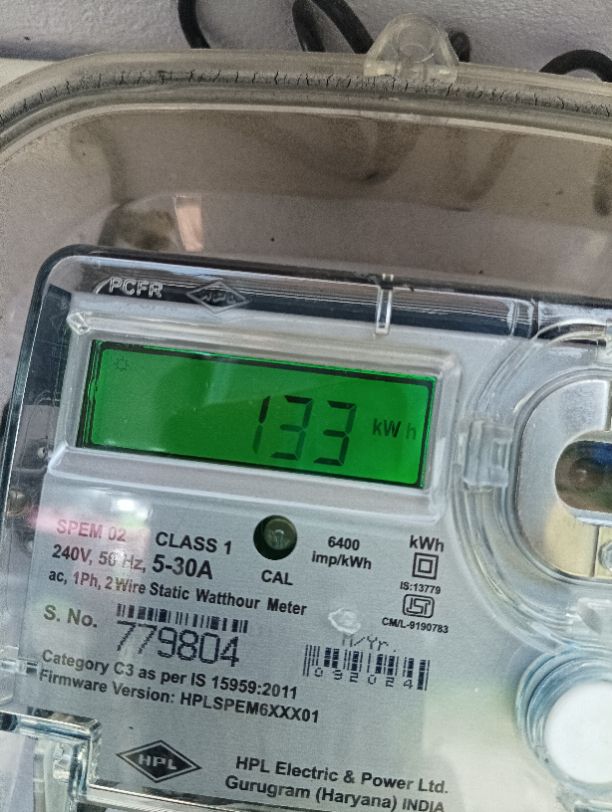 PCFR HPL
133 kWh
SPEM 02 CLASS 1 6400 kWh
240V, 50 Hz, 5-30A CAL imp/kWh
IS:13779
ac, 1Ph, 2 Wire Static Watthour Meter
CM/L-9190783
S. No. 779804
M/Yr.
092024
Category C3 as per IS 15959:2011
Firmware Version: HPLSPEM6XXX01
HPL
HPL Electric & Power Ltd.
Gurugram (Haryana) INDIA